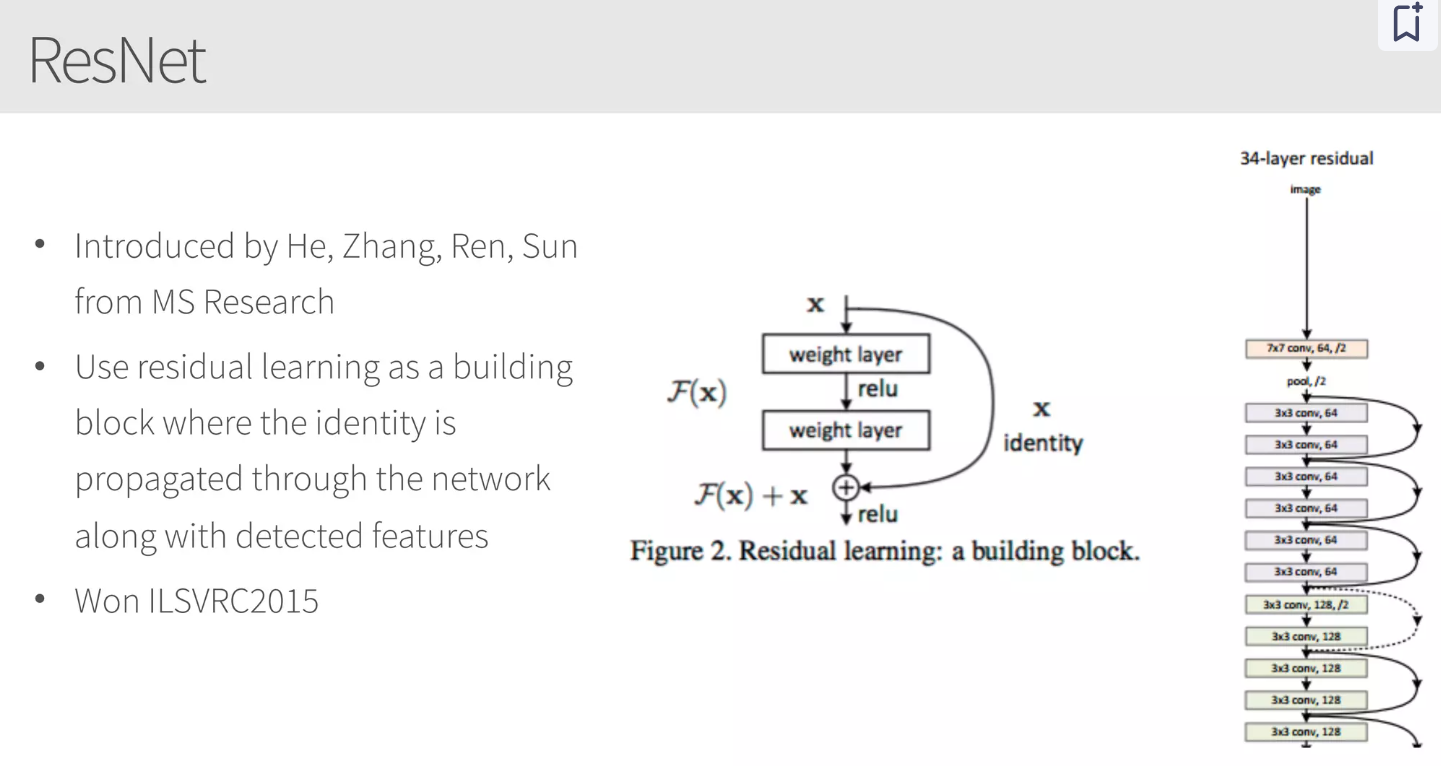 ResNet
• Introduced by He, Zhang, Ren, Sun
from MS Research
• Use residual learning as a building
block where the identity is
propagated through the network
along with detected features
• Won ILSVRC2015
x
weight layer
F(x)
relu
weight layer
x
identity
F(x) + x
relu
Figure 2. Residual learning: a building block.
34-layer residual
image
7x7 conv, 64, /2
pool, /2
3x3 conv, 64
3x3 conv, 64
3x3 conv, 64
3x3 conv, 64
3x3 conv, 64
3x3 conv, 64
3x3 conv, 128, /2
3x3 conv, 128
3x3 conv, 128
3x3 conv, 128
3x3 conv, 128